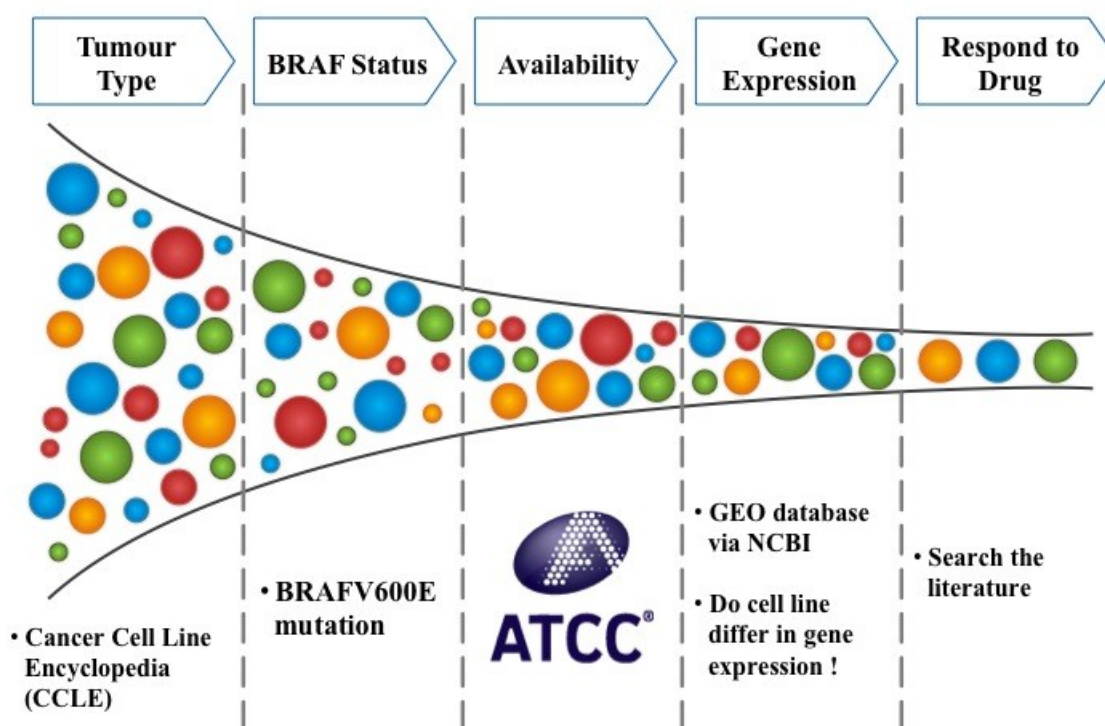 Tumour
Type
BRAF Status
Availability
Gene
Expression
Respond to
Drug
• Cancer Cell Line
Encyclopedia
(CCLE)
• BRAFV600E
mutation
ATCC®
• GEO database
via NCBI
• Do cell line
differ in gene
expression !
• Search the
literature